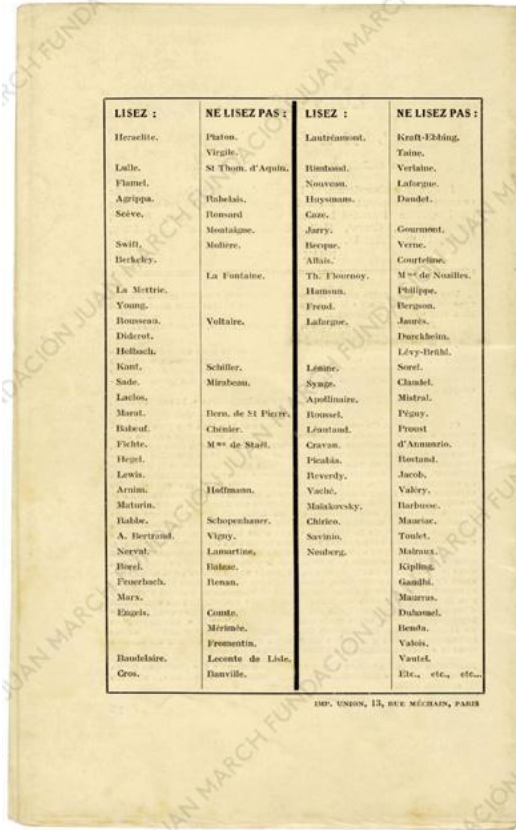 LISEZ : NE LISEZ PAS :
Heraclite. Platon.
Virgile.
Lulle. St Thom. d'Aquin.
Flamel.
Agrippa. Rabelais.
Scève. Ronsard
Montaigne.
Swift. Molière.
Berkeley.
La Fontaine.
La Mettrie.
Young.
Rousseau. Voltaire.
Diderot.
Holbach.
Kant. Schiller.
Sade. Mirabeau.
Laclos.
Marat. Bern. de St Pierre.
Babeuf. Chénier.
Fichte. Mme de Staël.
Hegel.
Lewis.
Arnim. Hoffmann.
Maturin.
Rabbe. Schopenhauer.
A. Bertrand. Vigny.
Nerval. Lamartine.
Borel. Balzac.
Feuerbach. Renan.
Marx.
Engels. Comte.
Mérimée.
Fromentin.
Baudelaire. Leconte de Lisle.
Cros. Banville.
LISEZ : NE LISEZ PAS :
Lautréamont. Kraft-Ebbing.
Taine.
Rimbaud. Verlaine.
Nouveau. Laforgue.
Huysmans. Daudet.
Caze.
Jarry. Gourmont.
Becque. Verne.
Allais. Courteline.
Th. Flournoy. Mme de Noailles.
Hamsun. Philippe.
Freud. Bergson.
Lafargue. Jaurès.
Durckheim.
Lévy-Brühl.
Lénine. Sorel.
Synge. Claudel.
Apollinaire. Mistral.
Roussel. Péguy.
Léautaud. Proust
Cravan. d'Annunzio.
Picabia. Rostand.
Reverdy. Jacob.
Vaché. Valéry.
Maïakovsky. Barbusse.
Chirico. Mauriac.
Savinio. Toulet.
Neuberg. Malraux.
Kipling.
Gandhi.
Maurras.
Duhamel.
Benda.
Valois.
Vautel.
Etc., etc., etc...
IMP. UNION, 13, RUE MÉCHAIN, PARIS
FUNDACIÓN JUAN MARCH